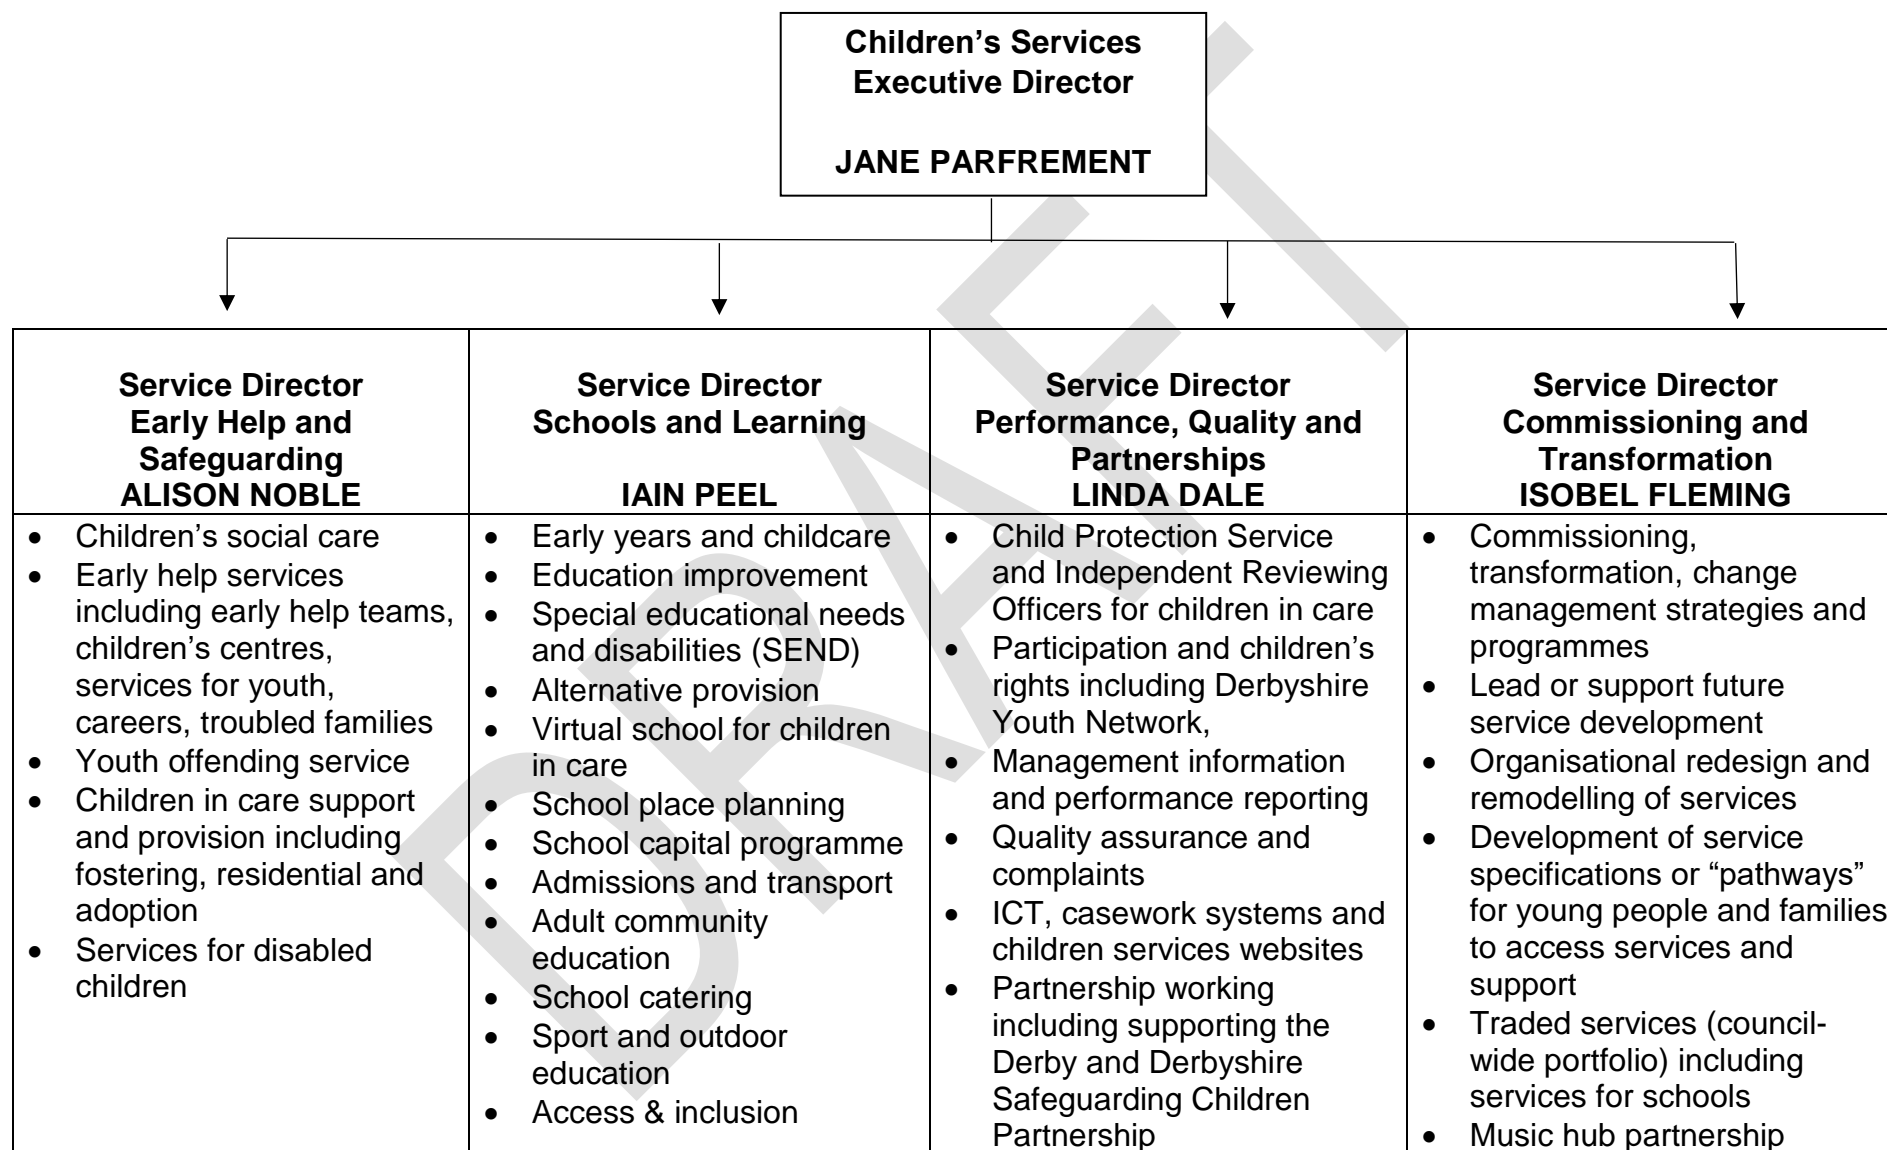 Children’s Services
Executive Director
JANE PARFREMENT
Service Director
Early Help and
Safeguarding
ALISON NOBLE
Service Director
Schools and Learning
IAIN PEEL
Service Director
Performance, Quality and
Partnerships
LINDA DALE
Service Director
Commissioning and
Transformation
ISOBEL FLEMING
• Children’s social care
• Early help services
including early help teams,
children’s centres,
services for youth,
careers, troubled families
• Youth offending service
• Children in care support
and provision including
fostering, residential and
adoption
• Services for disabled
children
• Early years and childcare
• Education improvement
• Special educational needs
and disabilities (SEND)
• Alternative provision
• Virtual school for children
in care
• School place planning
• School capital programme
• Admissions and transport
• Adult community
education
• School catering
• Sport and outdoor
education
• Access & inclusion
• Child Protection Service
and Independent Reviewing
Officers for children in care
• Participation and children’s
rights including Derbyshire
Youth Network,
• Management information
and performance reporting
• Quality assurance and
complaints
• ICT, casework systems and
children services websites
• Partnership working
including supporting the
Derby and Derbyshire
Safeguarding Children
Partnership
• Commissioning,
transformation, change
management strategies and
programmes
• Lead or support future
service development
• Organisational redesign and
remodelling of services
• Development of service
specifications or “pathways”
for young people and families
to access services and
support
• Traded services (council-
wide portfolio) including
services for schools
• Music hub partnership
DRAFT